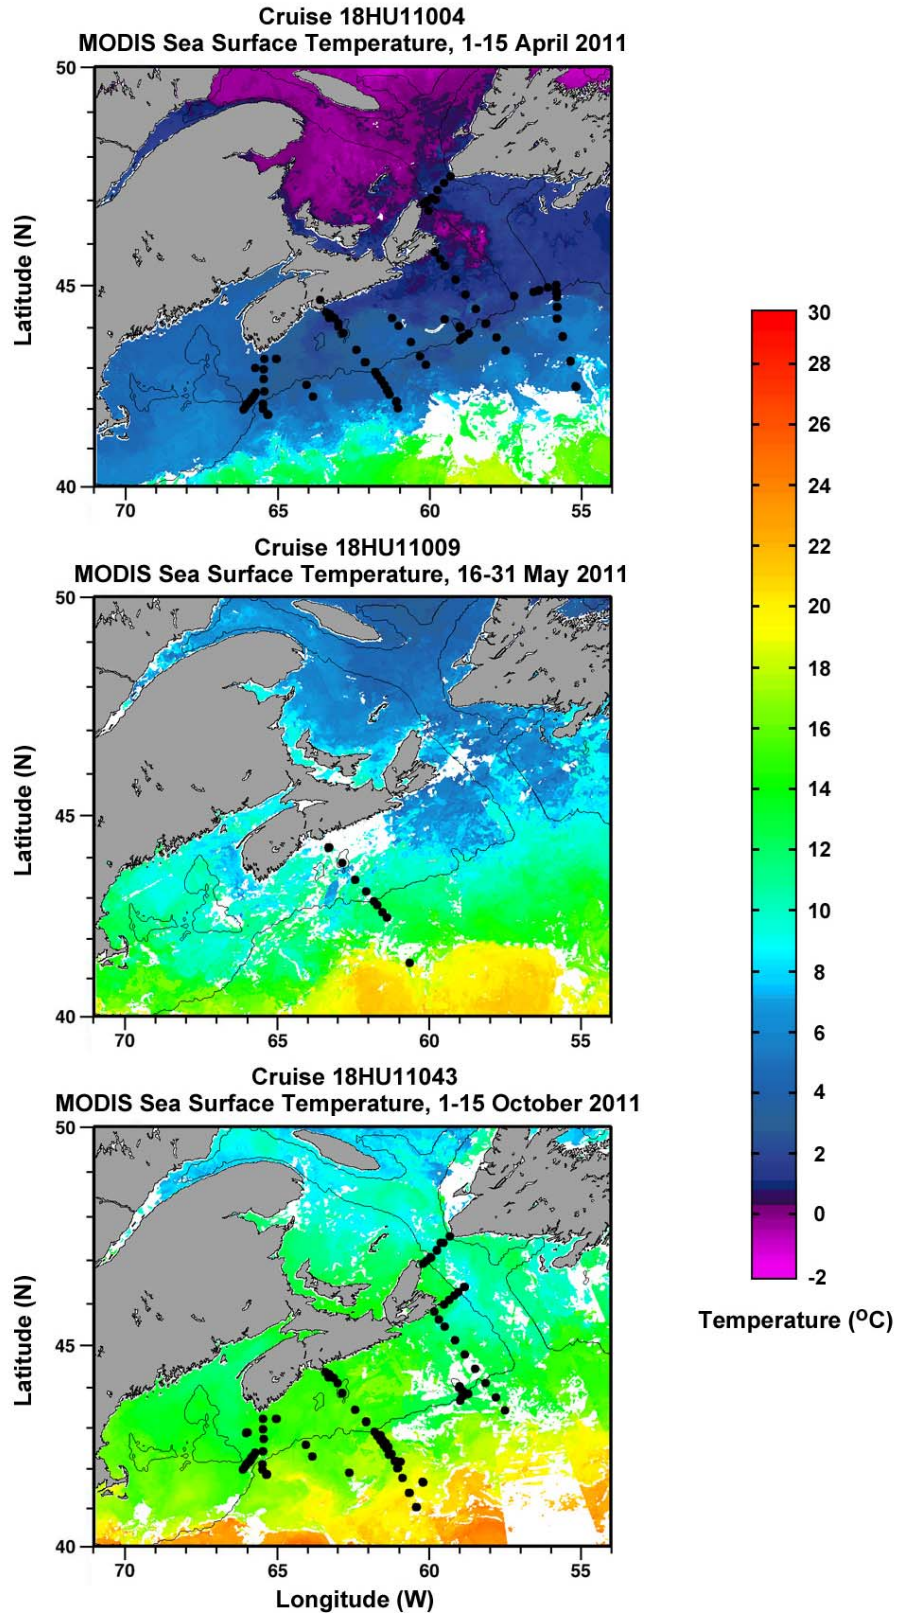 Cruise 18HU11004
MODIS Sea Surface Temperature, 1-15 April 2011
50
45
40
Latitude (N)
70 65 60 55
Cruise 18HU11009
MODIS Sea Surface Temperature, 16-31 May 2011
50
45
40
Latitude (N)
70 65 60 55
Cruise 18HU11043
MODIS Sea Surface Temperature, 1-15 October 2011
50
45
40
Latitude (N)
70 65 60 55
Longitude (W)
30
28
26
24
22
20
18
16
14
12
10
8
6
4
2
0
-2
Temperature (ºC)